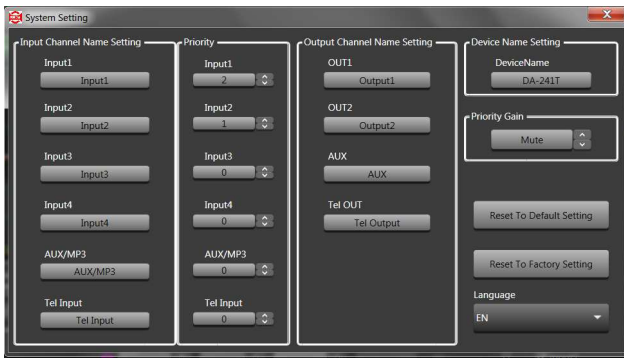 System Setting
Input Channel Name Setting
Input1
Input1
Input2
Input2
Input3
Input3
Input4
Input4
AUX/MP3
AUX/MP3
Tel Input
Tel Input
Priority
Input1
2
Input2
1
Input3
0
Input4
0
AUX/MP3
0
Tel Input
0
Output Channel Name Setting
OUT1
Output1
OUT2
Output2
AUX
AUX
Tel OUT
Tel Output
Device Name Setting
DeviceName
DA-241T
Priority Gain
Mute
Reset To Default Setting
Reset To Factory Setting
Language
EN